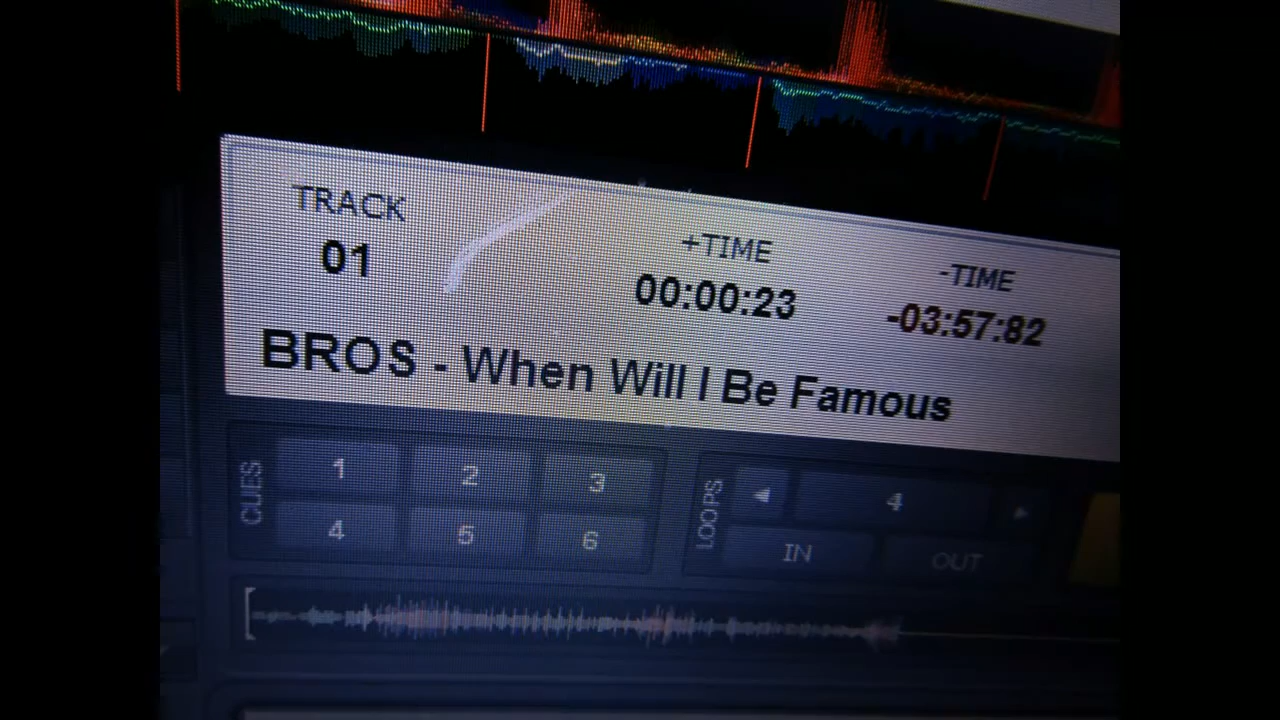 TRACK
01
+TIME
00:00:23
-TIME
-03:57:82
BROS - When Will I Be Famous
CUES
1 2 3
4 5 6
LOOPS
4
IN OUT